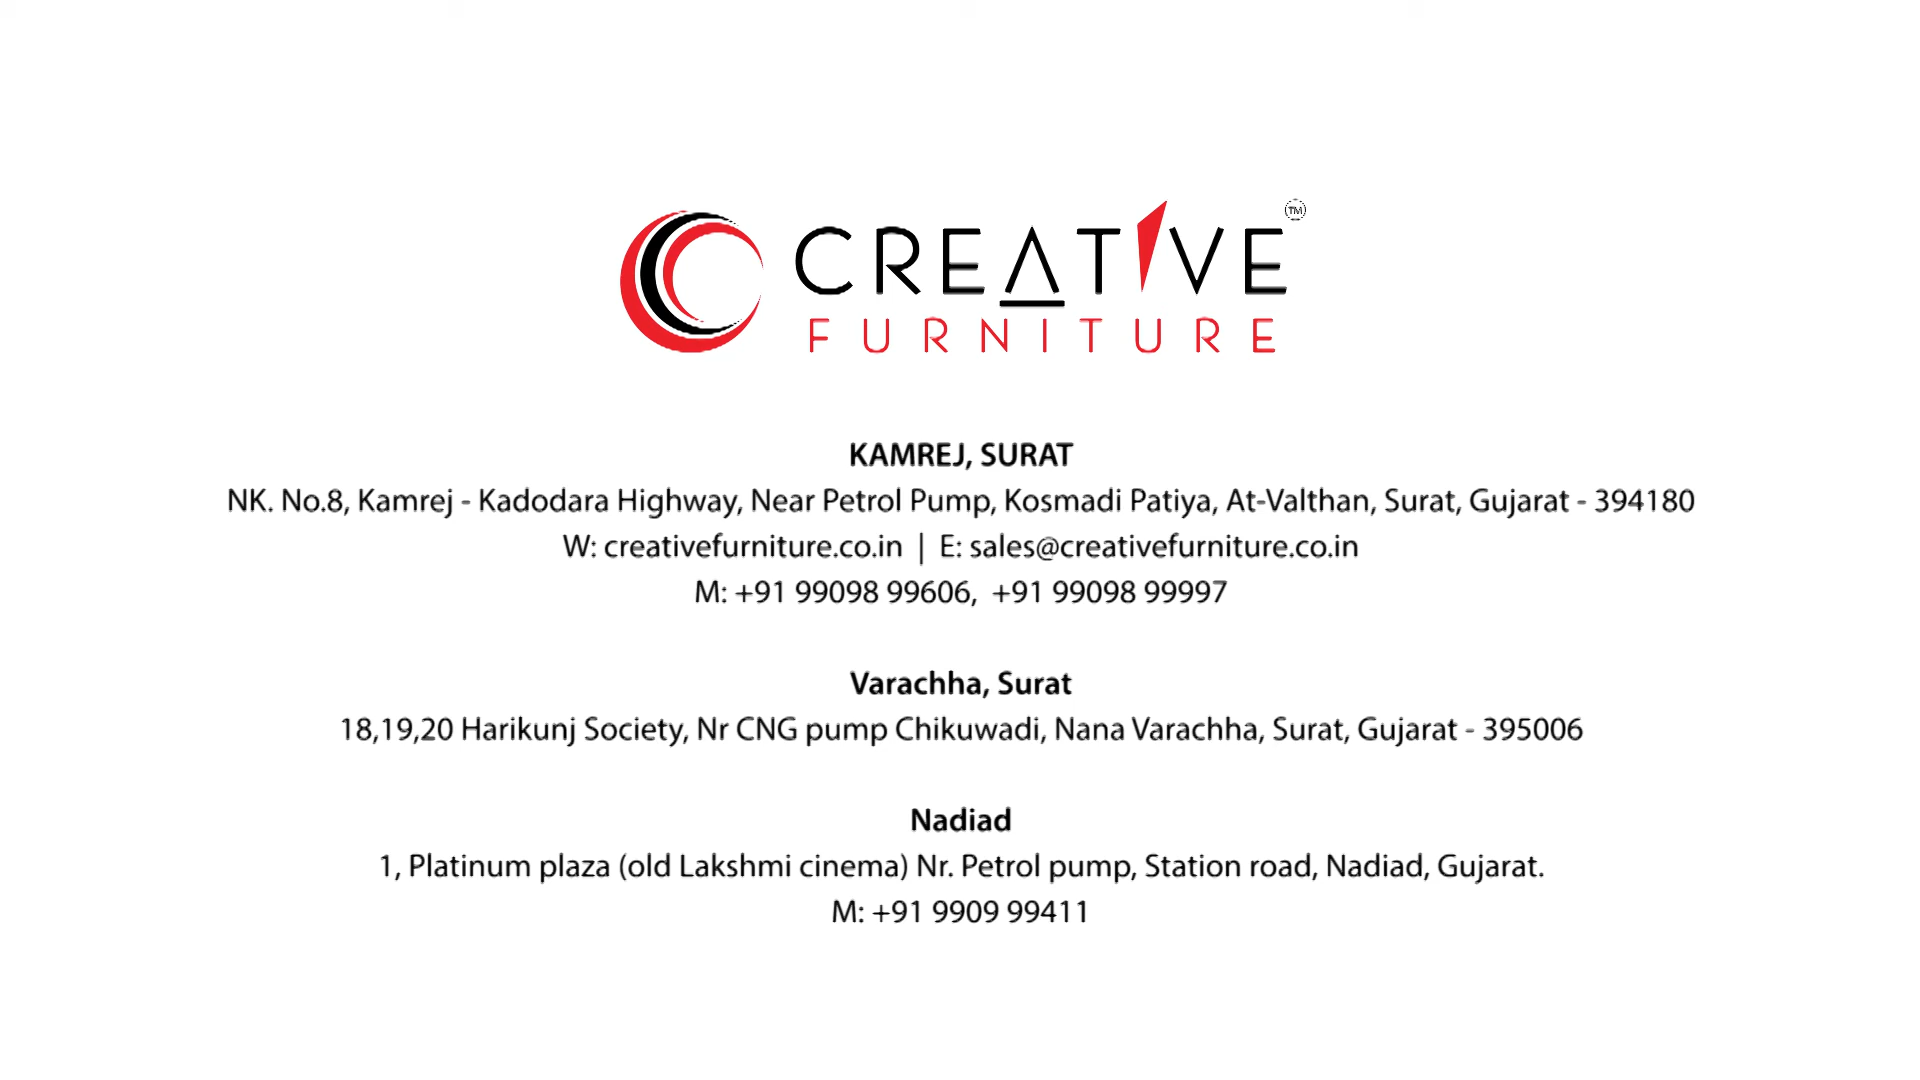 CREATIVE TM
FURNITURE
KAMREJ, SURAT
NK. No.8, Kamrej - Kadodara Highway, Near Petrol Pump, Kosmadi Patiya, At-Valthan, Surat, Gujarat - 394180
W: creativefurniture.co.in | E: sales@creativefurniture.co.in
M: +91 99098 99606, +91 99098 99997
Varachha, Surat
18,19,20 Harikunj Society, Nr CNG pump Chikuwadi, Nana Varachha, Surat, Gujarat - 395006
Nadiad
1, Platinum plaza (old Lakshmi cinema) Nr. Petrol pump, Station road, Nadiad, Gujarat.
M: +91 9909 99411